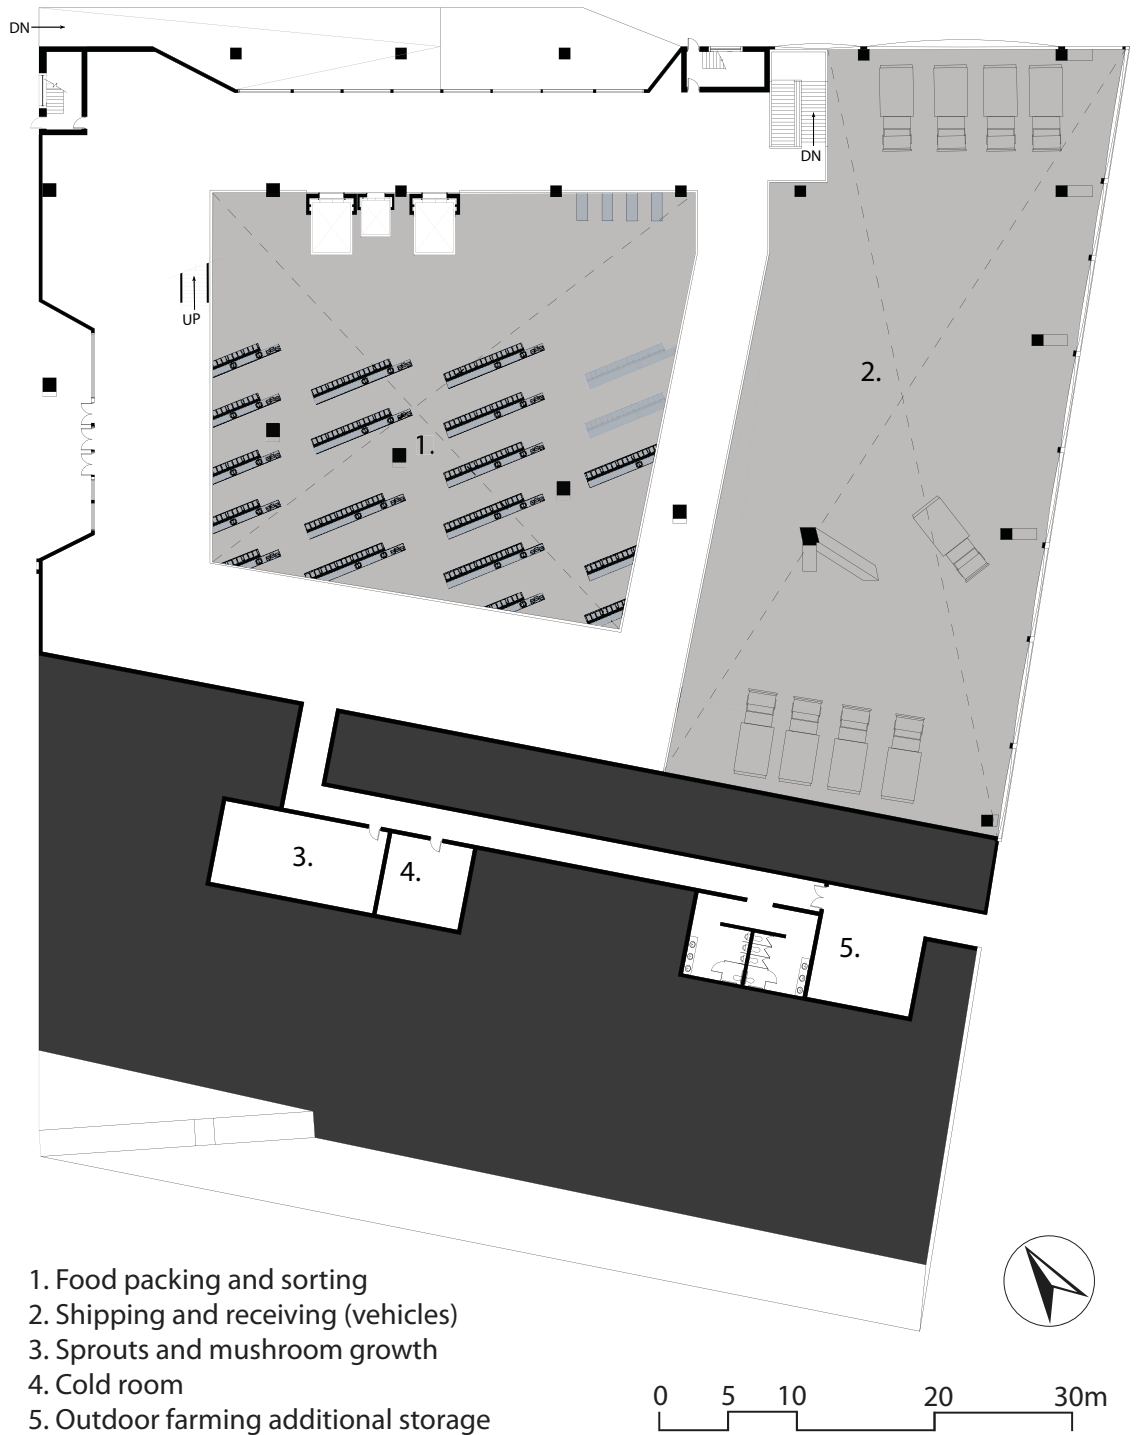 DN
DN
UP
2.
1.
3.
4.
5.
1. Food packing and sorting
2. Shipping and receiving (vehicles)
3. Sprouts and mushroom growth
4. Cold room
5. Outdoor farming additional storage
0 5 10 20 30m